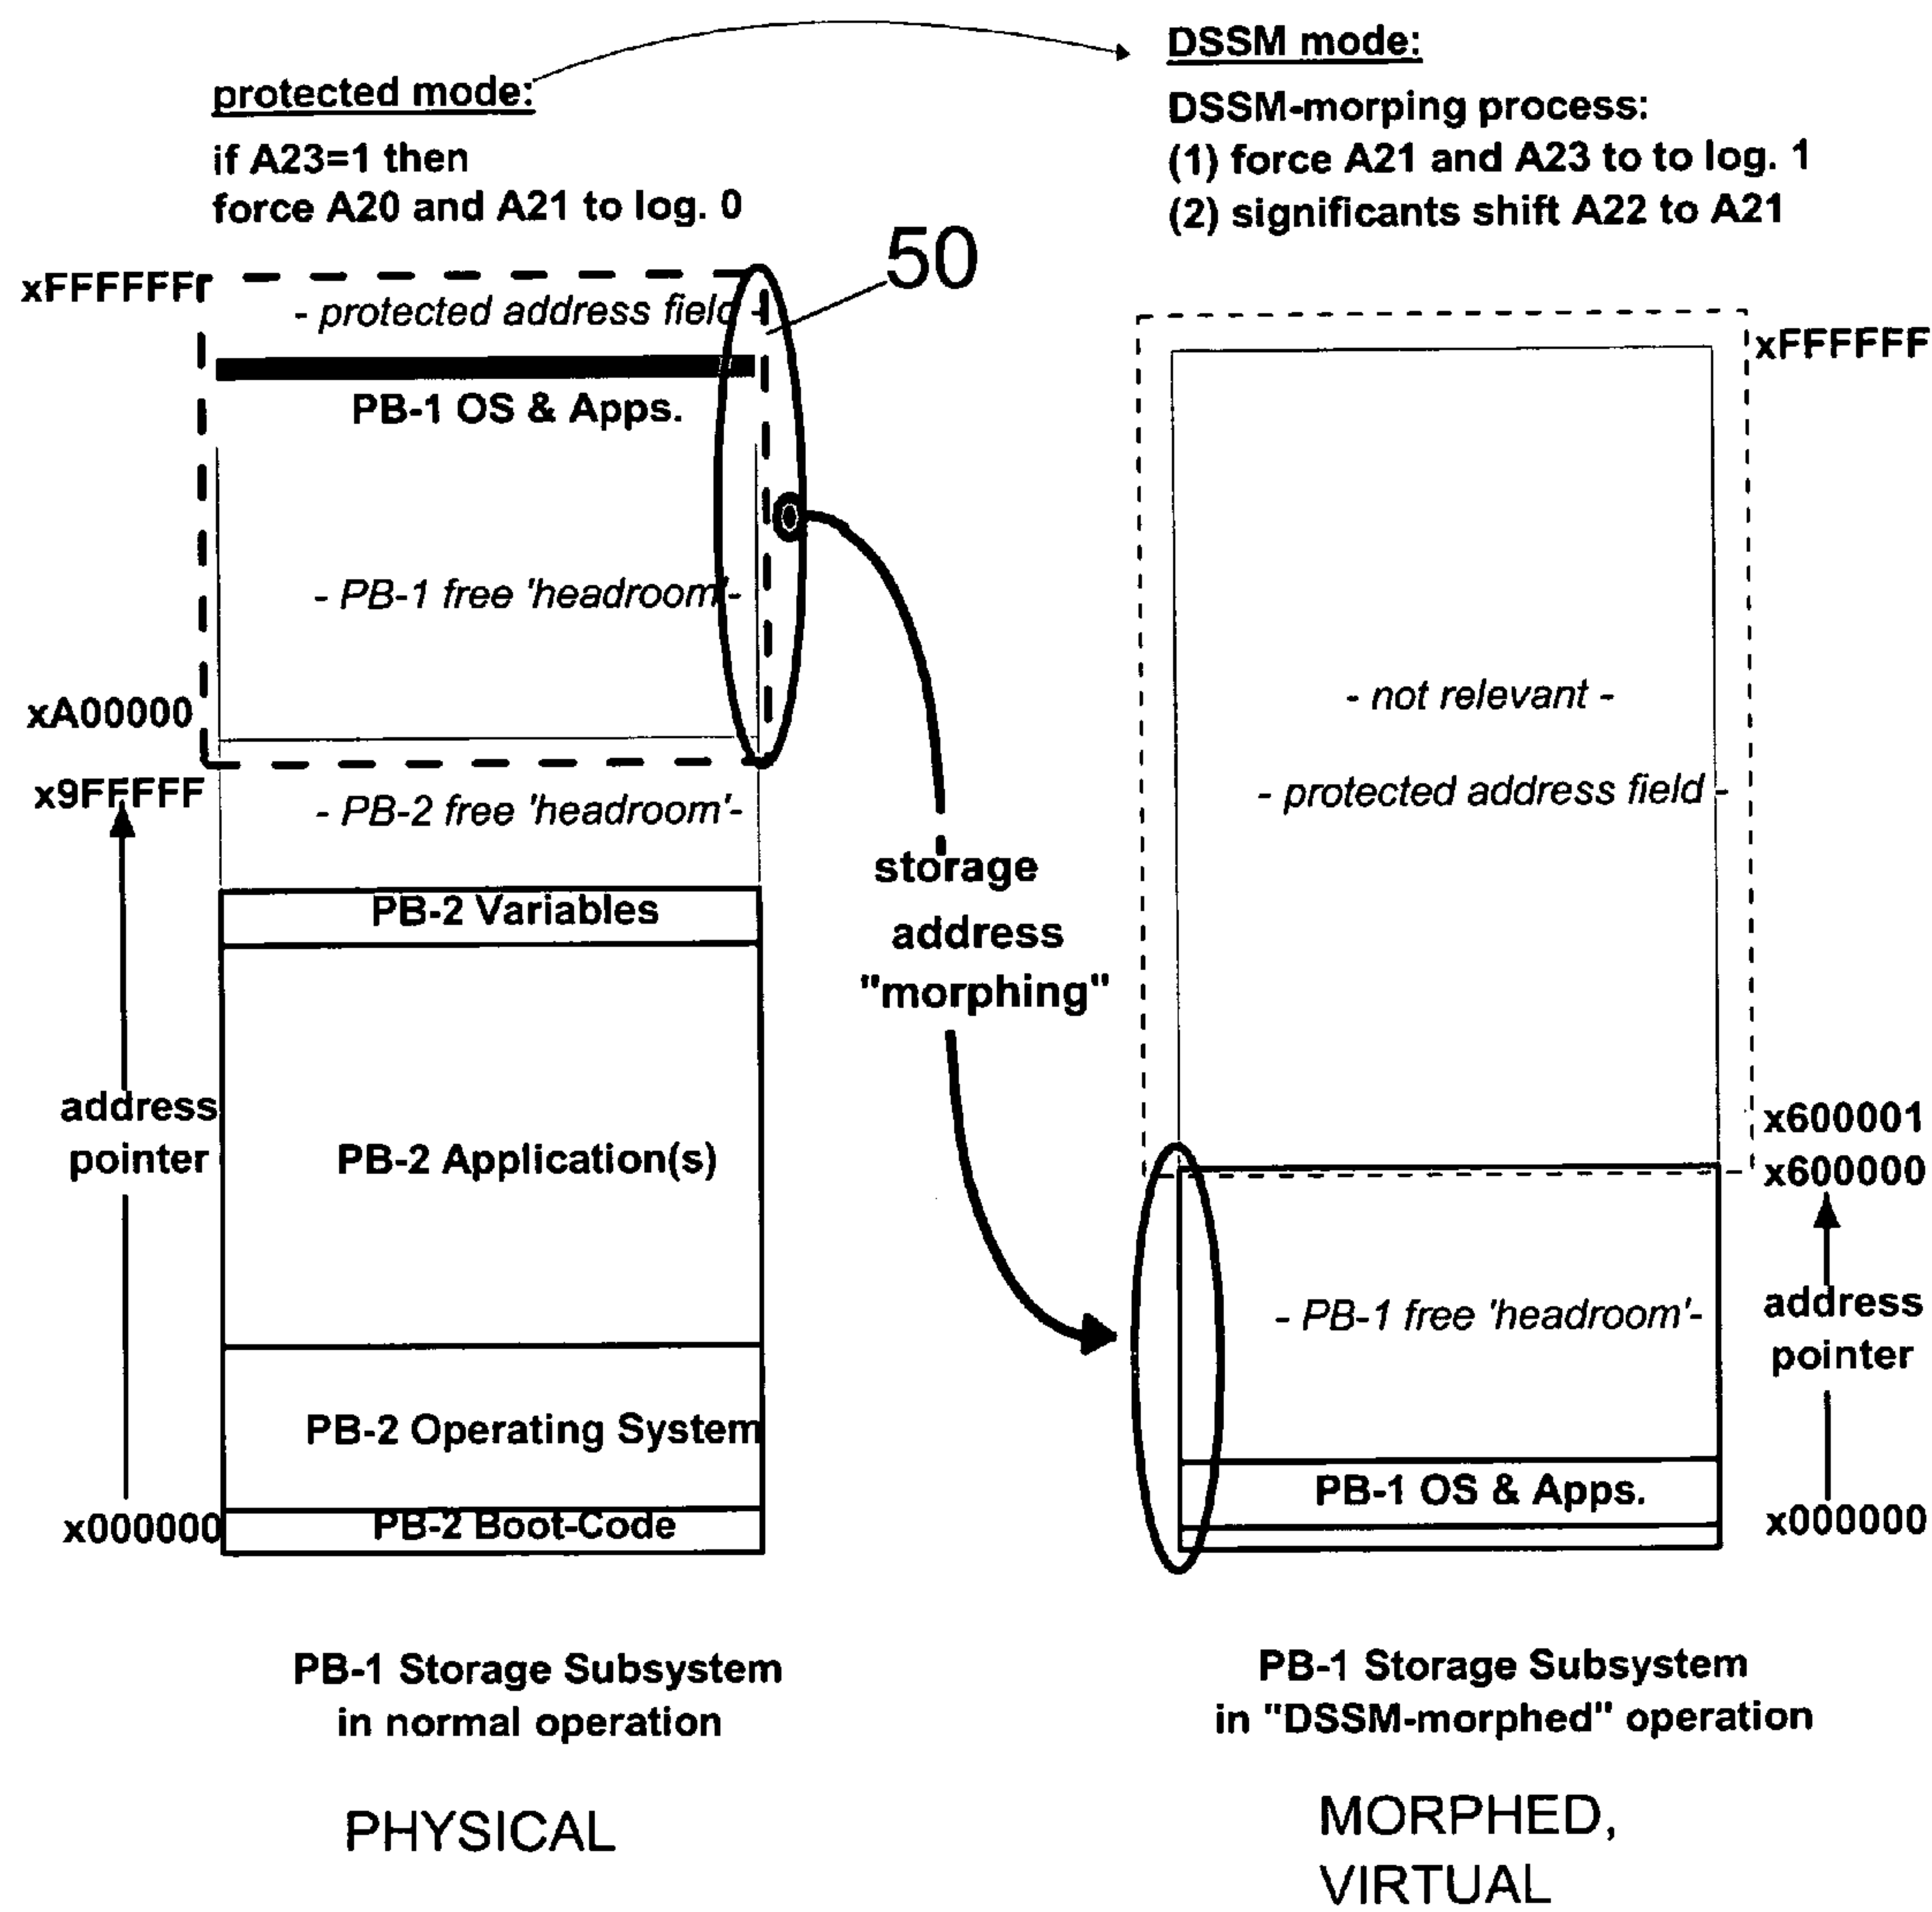 protected mode:
if A23=1 then
force A20 and A21 to log. 0
DSSM mode:
DSSM-morping process:
(1) force A21 and A23 to to log. 1
(2) significants shift A22 to A21
50
xFFFFFF
- protected address field -
PB-1 OS & Apps.
- PB-1 free 'headroom'-
xA00000
x9FFFFF
- PB-2 free 'headroom'-
PB-2 Variables
address
pointer
PB-2 Application(s)
PB-2 Operating System
x000000
PB-2 Boot-Code
storage
address
"morphing"
xFFFFFF
- not relevant -
- protected address field -
x600001
x600000
- PB-1 free 'headroom'-
address
pointer
PB-1 OS & Apps.
x000000
PB-1 Storage Subsystem
in normal operation
PB-1 Storage Subsystem
in "DSSM-morphed" operation
PHYSICAL
MORPHED,
VIRTUAL